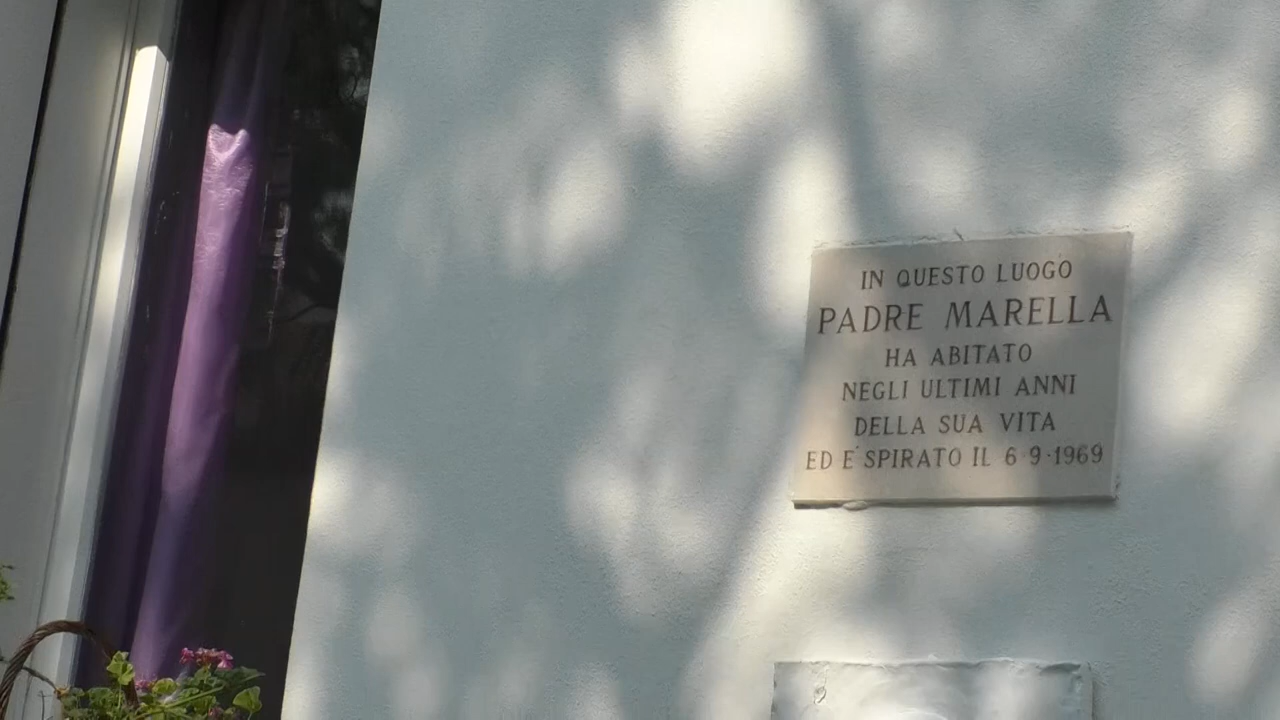 IN QUESTO LUOGO
PADRE MARELLA
HA ABITATO
NEGLI ULTIMI ANNI
DELLA SUA VITA
ED E' SPIRATO IL 6·9·1969